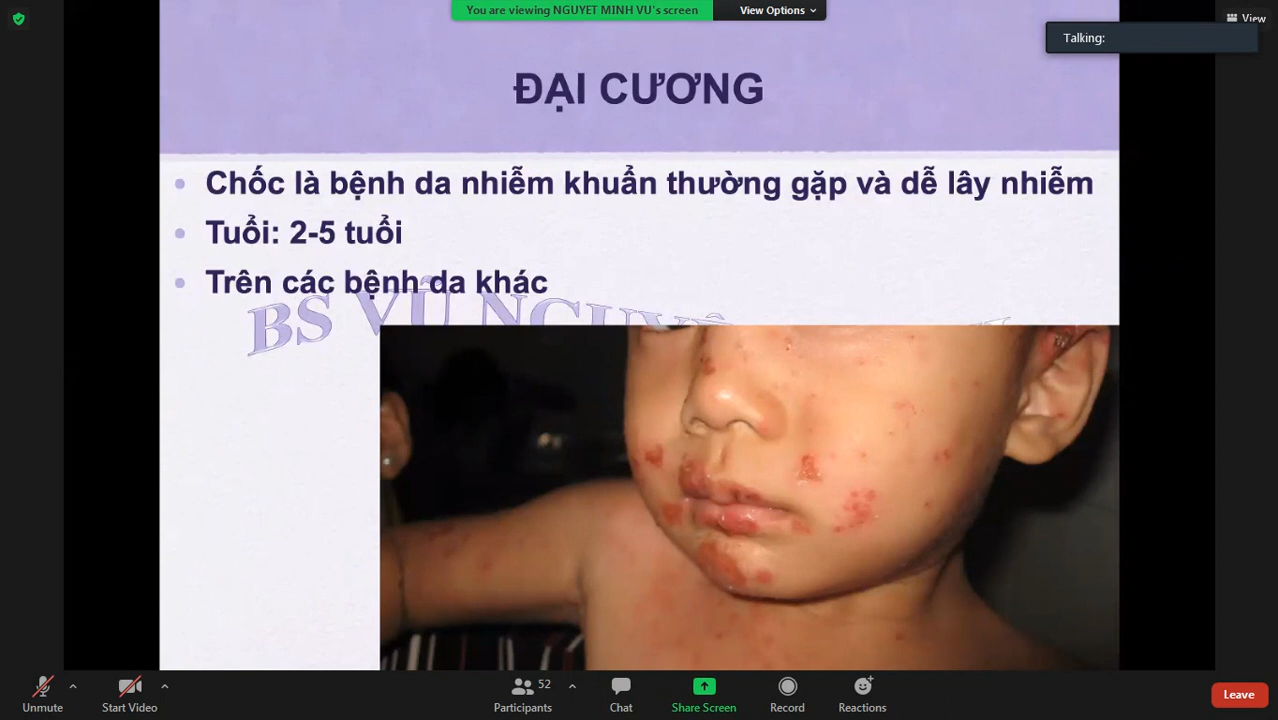 You are viewing NGUYET MINH VU's screen
View Options
View
Talking:
ĐẠI CƯƠNG
Chốc là bệnh da nhiễm khuẩn thường gặp và dễ lây nhiễm
Tuổi: 2-5 tuổi
Trên các bệnh da khác
BS VŨ
Unmute
Start Video
52
Participants
Chat
Share Screen
Record
Reactions
Leave